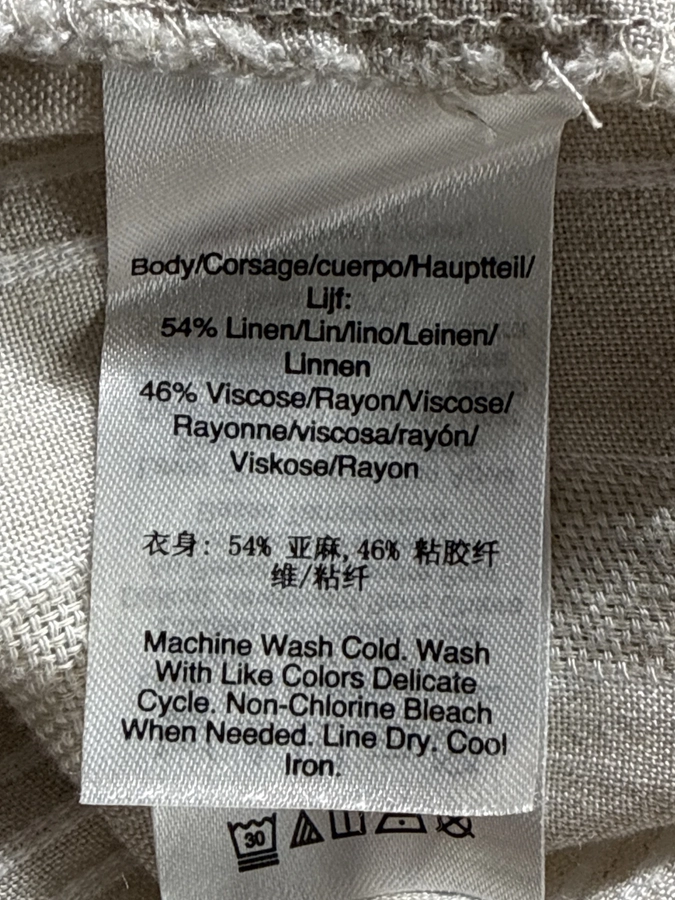 Body/Corsage/cuerpo/Hauptteil/
Lijf:
54% Linen/Lin/lino/Leinen/
Linnen
46% Viscose/Rayon/Viscose/
Rayonne/viscosa/rayón/
Viskose/Rayon
衣身: 54% 亚麻, 46% 粘胶纤
维/粘纤
Machine Wash Cold. Wash
With Like Colors Delicate
Cycle. Non-Chlorine Bleach
When Needed. Line Dry. Cool
Iron.
30